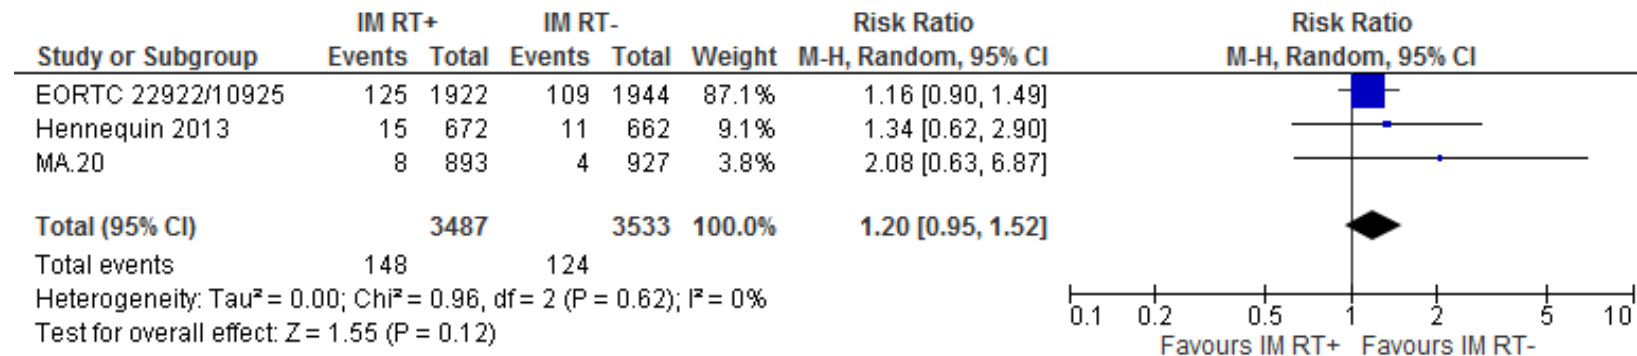 IM RT+ IM RT- Risk Ratio Risk Ratio
Study or Subgroup Events Total Events Total Weight M-H, Random, 95% CI M-H, Random, 95% CI
EORTC 22922/10925 125 1922 109 1944 87.1% 1.16 [0.90, 1.49]
Hennequin 2013 15 672 11 662 9.1% 1.34 [0.62, 2.90]
MA.20 8 893 4 927 3.8% 2.08 [0.63, 6.87]
Total (95% CI) 3487 3533 100.0% 1.20 [0.95, 1.52]
Total events 148 124
Heterogeneity: Tau² = 0.00; Chi² = 0.96, df = 2 (P = 0.62); I² = 0%
Test for overall effect: Z = 1.55 (P = 0.12)
0.1 0.2 0.5 1 2 5 10
Favours IM RT+ Favours IM RT-